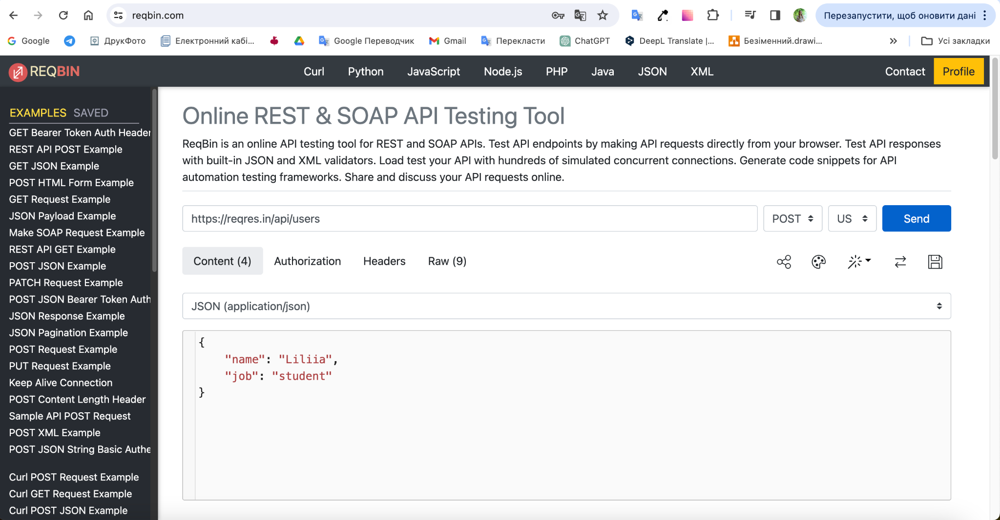 reqbin.com
Перезапустити, щоб оновити дані
Google
ДрукФото
Електронний кабі...
Google Переводчик
Gmail
Перекласти
ChatGPT
DeepL Translate |...
Безіменний.drawi...
»
Усі закладки
REQBIN
Curl
Python
JavaScript
Node.js
PHP
Java
JSON
XML
Contact
Profile
EXAMPLES SAVED
GET Bearer Token Auth Header
REST API POST Example
GET JSON Example
POST HTML Form Example
GET Request Example
JSON Payload Example
Make SOAP Request Example
REST API GET Example
POST JSON Example
PATCH Request Example
POST JSON Bearer Token Auth
JSON Response Example
JSON Pagination Example
POST Request Example
PUT Request Example
Keep Alive Connection
POST Content Length Header
Sample API POST Request
POST XML Example
POST JSON String Basic Authe
Curl POST Request Example
Curl GET Request Example
Curl POST JSON Example
Online REST & SOAP API Testing Tool
ReqBin is an online API testing tool for REST and SOAP APIs. Test API endpoints by making API requests directly from your browser. Test API responses
with built-in JSON and XML validators. Load test your API with hundreds of simulated concurrent connections. Generate code snippets for API
automation testing frameworks. Share and discuss your API requests online.
https://reqres.in/api/users
POST
US
Send
Content (4)
Authorization
Headers
Raw (9)
JSON (application/json)
{
"name": "Liliia",
"job": "student"
}